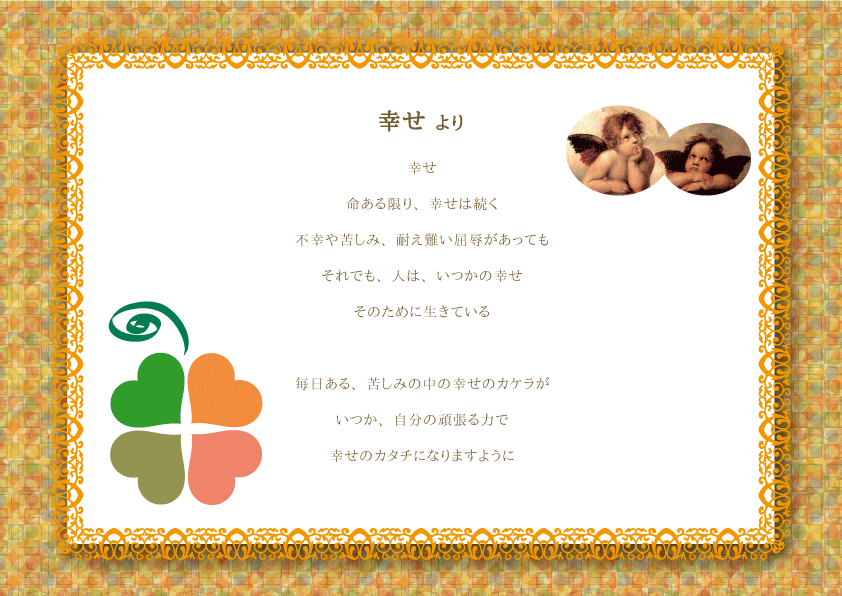 幸せ より
幸せ
命ある限り、幸せは続く
不幸や苦しみ、耐え難い屈辱があっても
それでも、人は、いつかの幸せ
そのために生きている
毎日ある、苦しみの中の幸せのカケラが
いつか、自分の頑張る力で
幸せのカタチになりますように